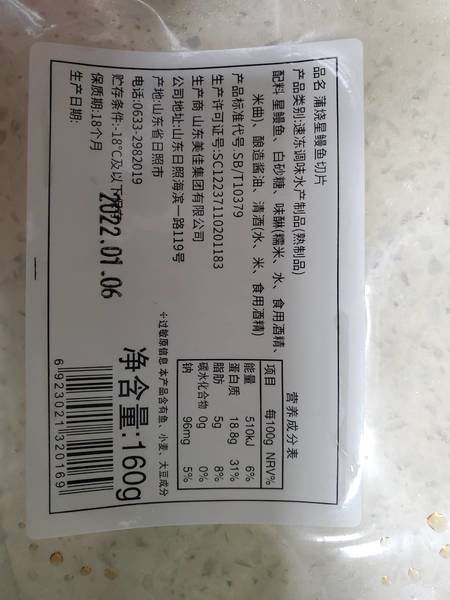 品名 蒲烧星鳗鱼切片
产品类别:速冻调味水产制品(熟制品)
配料 星鳗鱼、白砂糖、味醂(糯米、水、食用酒精、
米曲)、酿造酱油、清酒(水、米、食用酒精)
产品标准代号:SB/T10379
生产许可证号:SC12237110201183
生产商 山东美佳集团有限公司
公司地址:山东日照海滨一路119号
产地:山东省日照市
电话:0633-2982019
贮存条件:-18°C及以下保存
保质期:18个月
生产日期:
2022.01.06
营养成分表
项目 每100g NRV%
能量 510kJ 6%
蛋白质 18.8g 31%
脂肪 5g 8%
碳水化合物 0g 0%
钠 96mg 5%
※过敏原信息 本产品含有鱼、小麦、大豆成分
净含量:160g
6923021320169